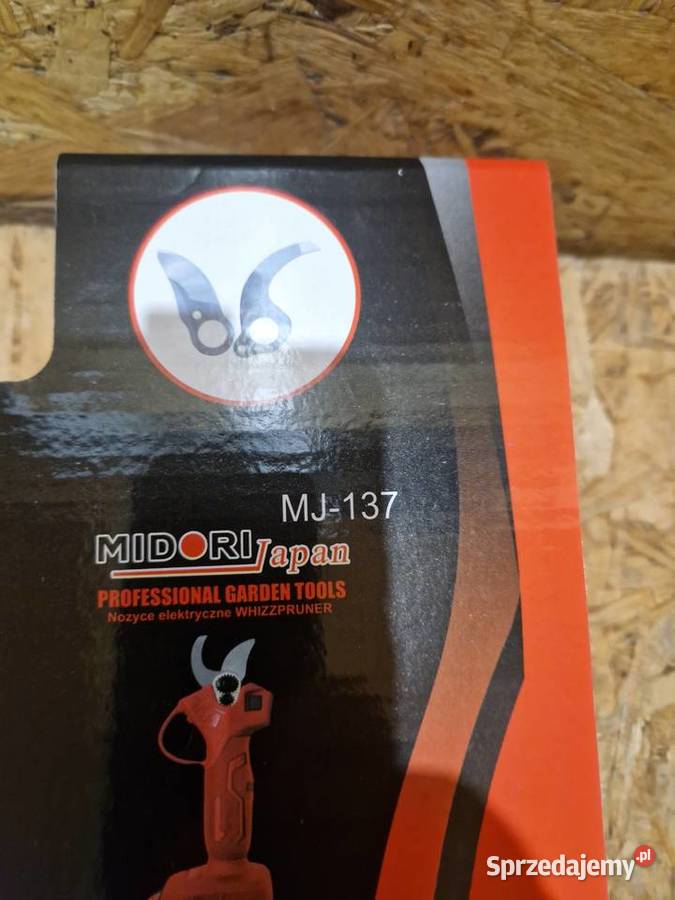 MJ-137
MIDORI Japan
PROFESSIONAL GARDEN TOOLS
Nozyce elektryczne WHIZZPRUNER
Sprzedajemy.pl